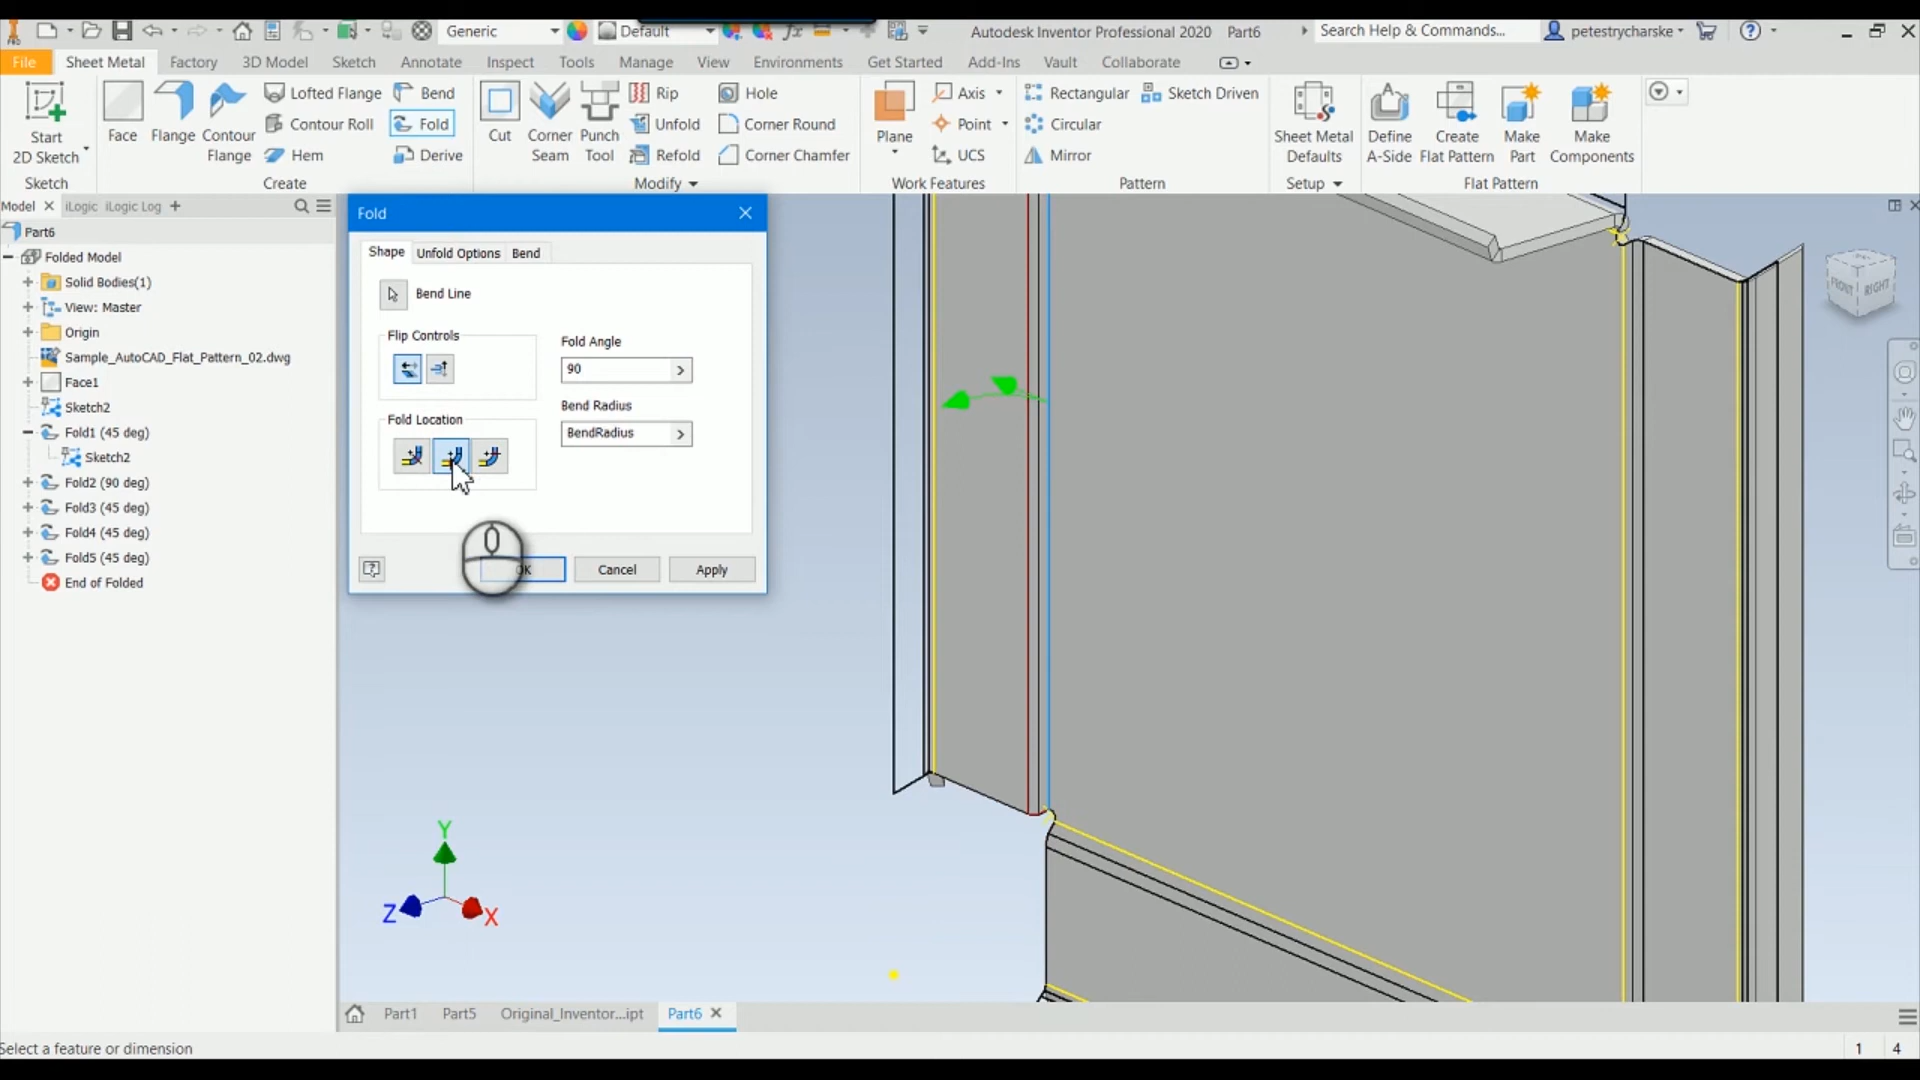 Generic
Default
fx
Autodesk Inventor Professional 2020 Part6
Search Help & Commands...
petestrycharske
File
Sheet Metal
Factory
3D Model
Sketch
Annotate
Inspect
Tools
Manage
View
Environments
Get Started
Add-Ins
Vault
Collaborate
Start
2D Sketch
Face
Flange
Contour
Flange
Lofted Flange
Contour Roll
Hem
Bend
Fold
Derive
Cut
Corner
Seam
Punch
Tool
Rip
Unfold
Refold
Hole
Corner Round
Corner Chamfer
Plane
Axis
Point
UCS
Rectangular
Circular
Mirror
Sketch Driven
Sheet Metal
Defaults
Define
A-Side
Create
Flat Pattern
Make
Part
Make
Components
Sketch
Create
Modify
Work Features
Pattern
Setup
Flat Pattern
Model
iLogic
iLogic Log
Part6
Folded Model
Solid Bodies(1)
View: Master
Origin
Sample_AutoCAD_Flat_Pattern_02.dwg
Face1
Sketch2
Fold1 (45 deg)
Sketch2
Fold2 (90 deg)
Fold3 (45 deg)
Fold4 (45 deg)
Fold5 (45 deg)
End of Folded
Fold
Shape
Unfold Options
Bend
Bend Line
Flip Controls
Fold Location
Fold Angle
90
Bend Radius
BendRadius
OK
Cancel
Apply
FRONT
RIGHT
Y
Z
X
Part1
Part5
Original_Inventor...ipt
Part6
Select a feature or dimension
1
4